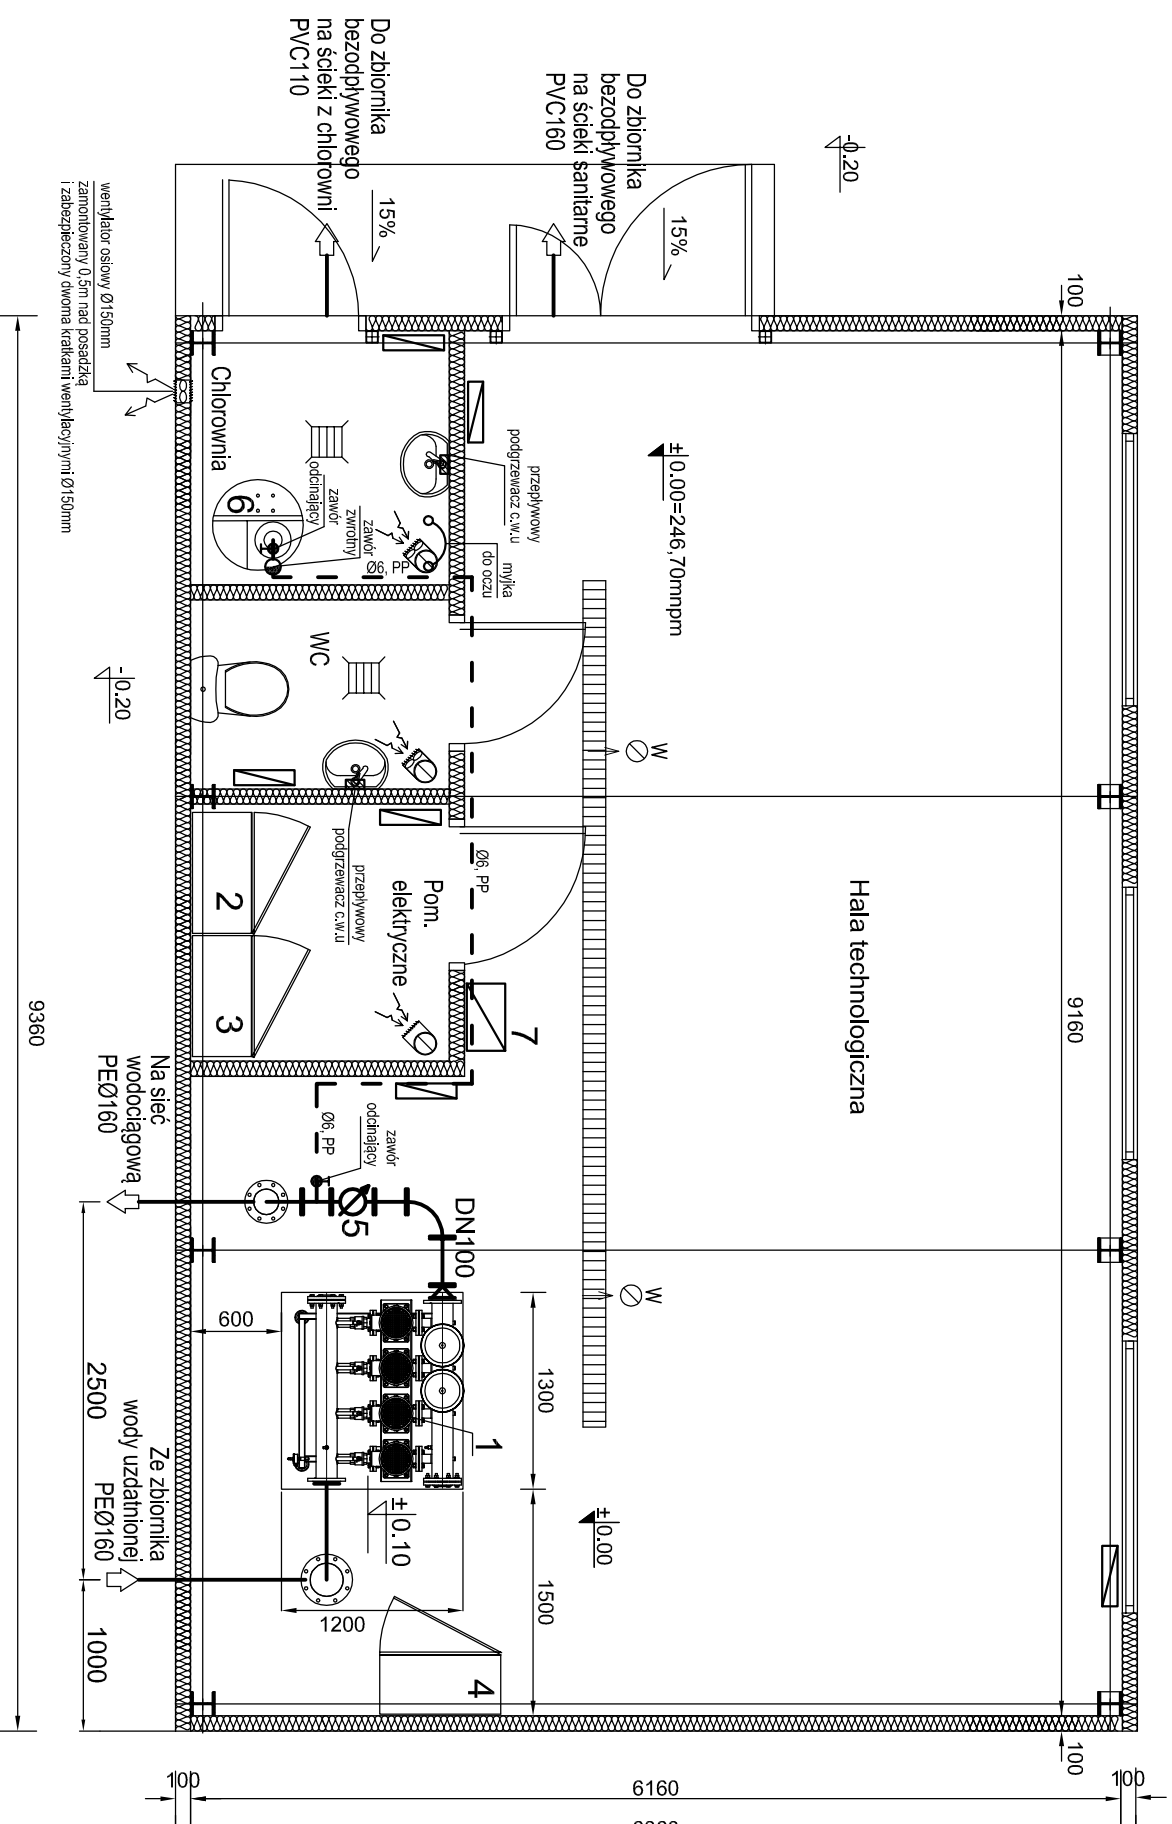 Do zbiornika
bezodpływowego
na ścieki z chlorowni
PVC110
Do zbiornika
bezodpływowego
na ścieki sanitarne
PVC160
-0.20
15%
15%
wentylator osiowy Ø150mm
zamontowany 0,5m nad posadzką
i zabezpieczony dwoma kratkami wentylacyjnymi Ø150mm
100
Chlorownia
6
zawór
odcinający
zawór
zwrotny
Ø6, PP
przepływowy
podgrzewacz c.w.u
myjka
do oczu
±0.00=246,70mnpm
WC
-0.20
W
przepływowy
podgrzewacz c.w.u
Ø6, PP
Pom.
elektryczne
2
3
7
Hala technologiczna
9160
9360
Na sieć
wodociągową
PEØ160
zawór
odcinający
Ø6, PP
5
DN100
W
600
2500
1300
1
±0.10
±0.00
Ze zbiornika
wody uzdatnionej
PEØ160
1200
1500
1000
4
100
100
6160
100